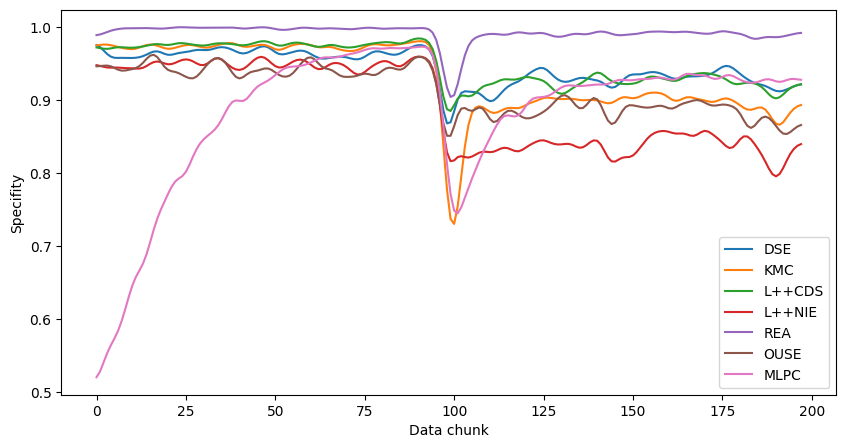 1.0
0.9
0.8
0.7
0.6
0.5
Specifity
0
25
50
75
100
125
150
175
200
Data chunk
DSE
KMC
L++CDS
L++NIE
REA
OUSE
MLPC